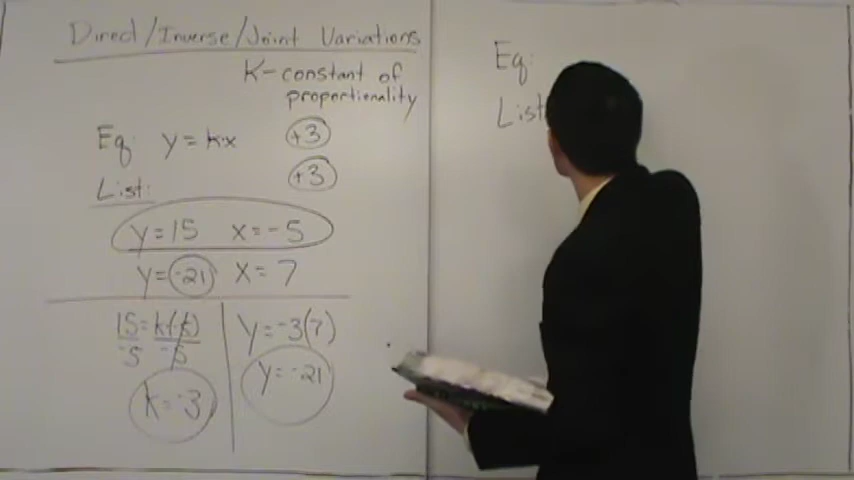 Direct/Inverse/Joint Variations
K-constant of
proportionality
Eq: y = k·x +3
List: +3
y=15 x=-5
y=-21 x=7
15=k(-5) y=-3(7)
-5 -5 y=-21
k=-3
Eq:
List